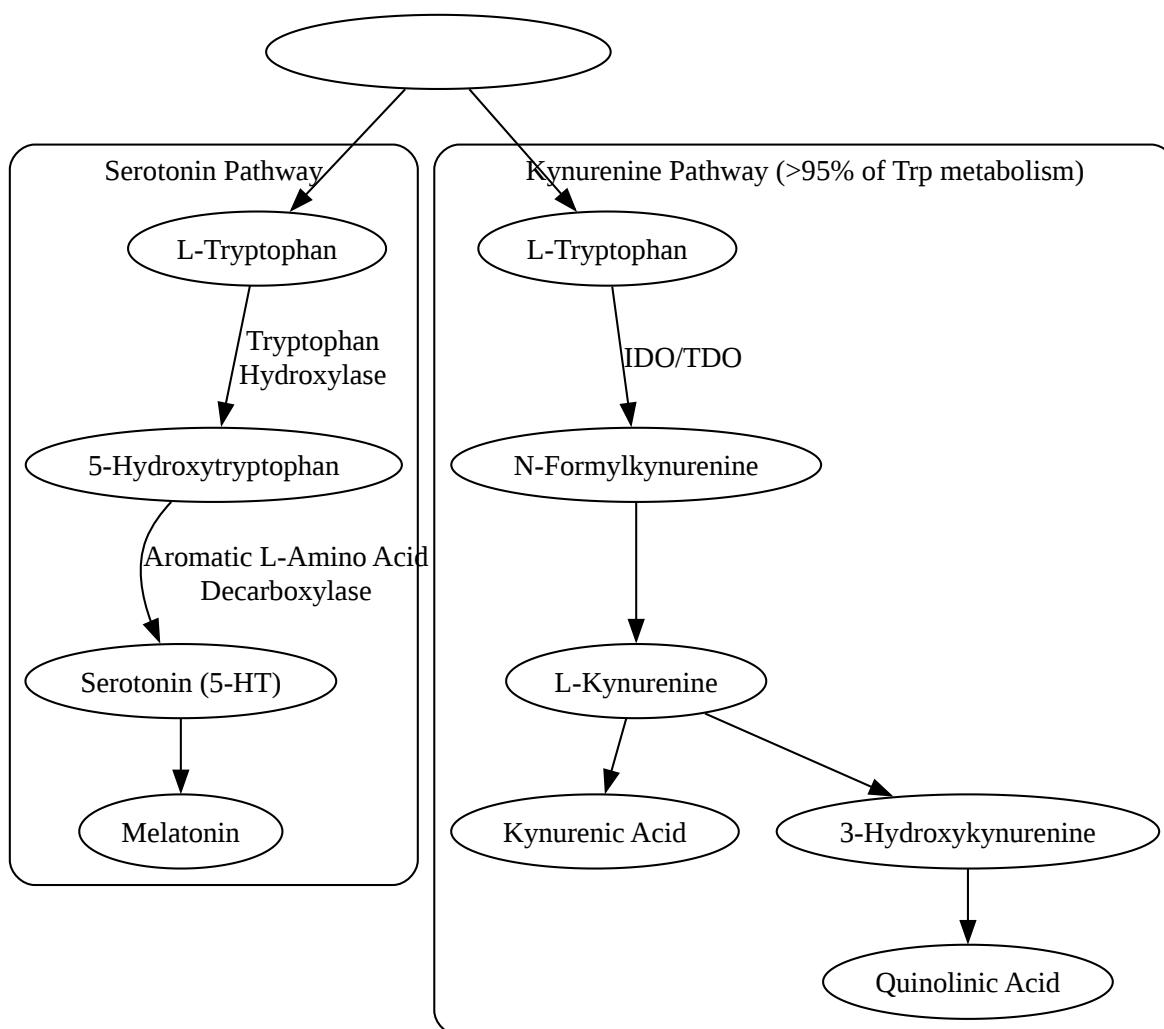 Serotonin Pathway
L-Tryptophan
Tryptophan
Hydroxylase
5-Hydroxytryptophan
Aromatic L-Amino Acid
Decarboxylase
Serotonin (5-HT)
Melatonin
Kynurenine Pathway (>95% of Trp metabolism)
L-Tryptophan
IDO/TDO
N-Formylkynurenine
L-Kynurenine
Kynurenic Acid
3-Hydroxykynurenine
Quinolinic Acid